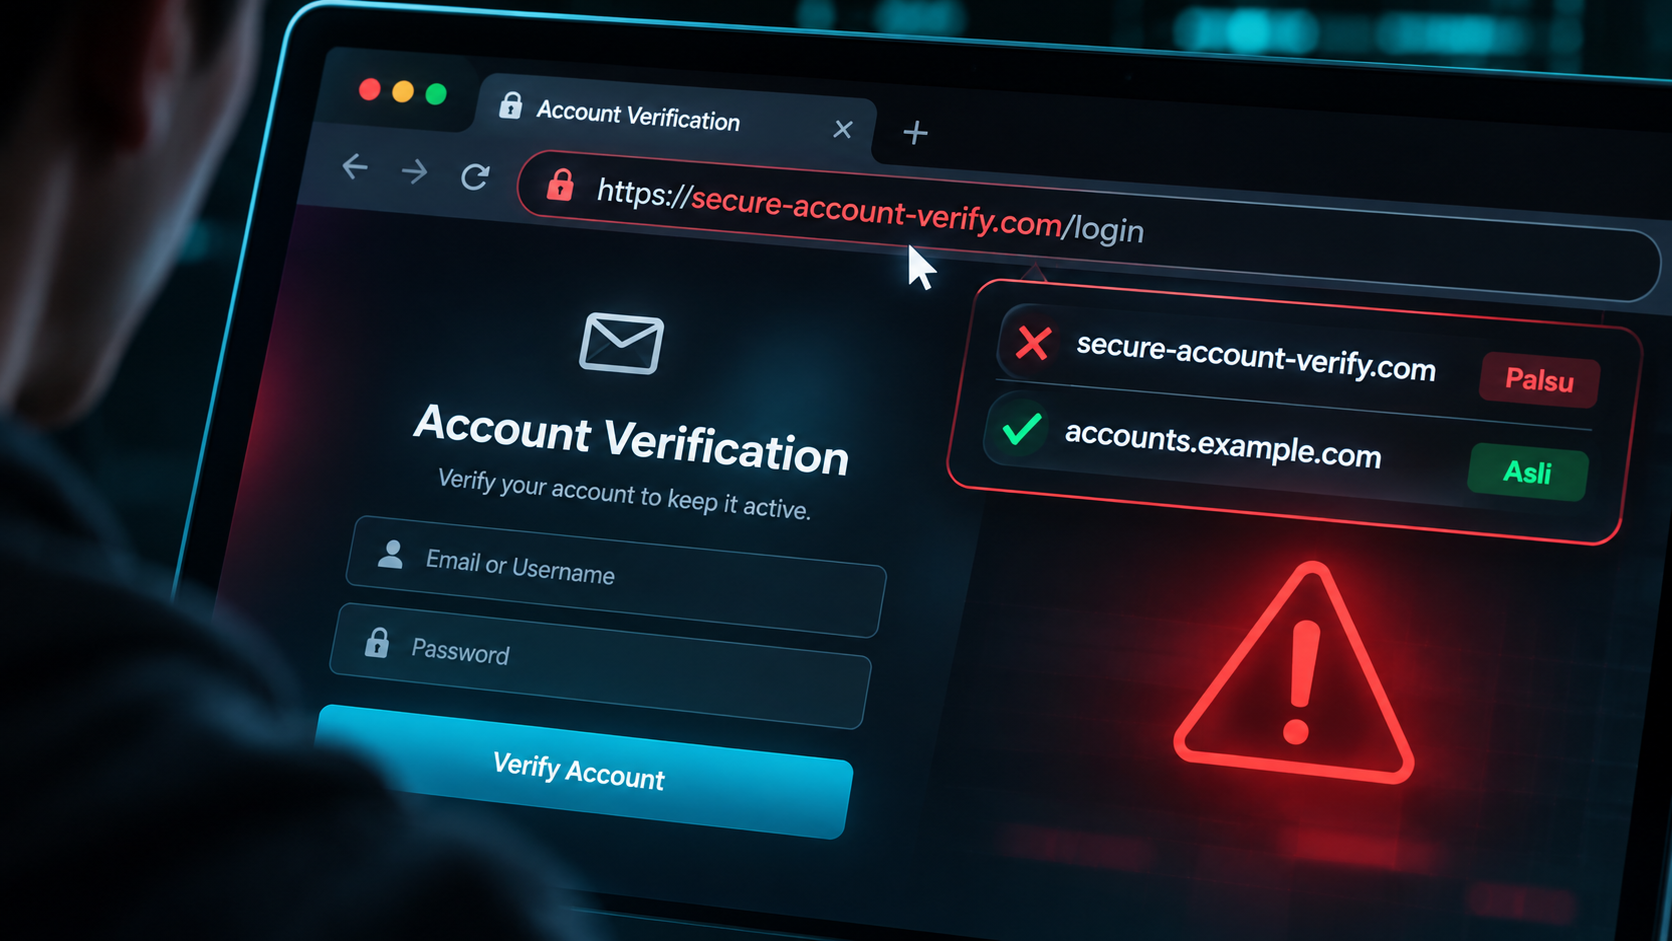 Account Verification
https://secure-account-verify.com/login
secure-account-verify.com Palsu
accounts.example.com Asli
Account Verification
Verify your account to keep it active.
Email or Username
Password
Verify Account